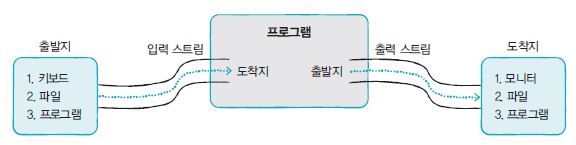 출발지
1. 키보드
2. 파일
3. 프로그램
입력 스트림
프로그램
도착지
출발지
출력 스트림
도착지
1. 모니터
2. 파일
3. 프로그램